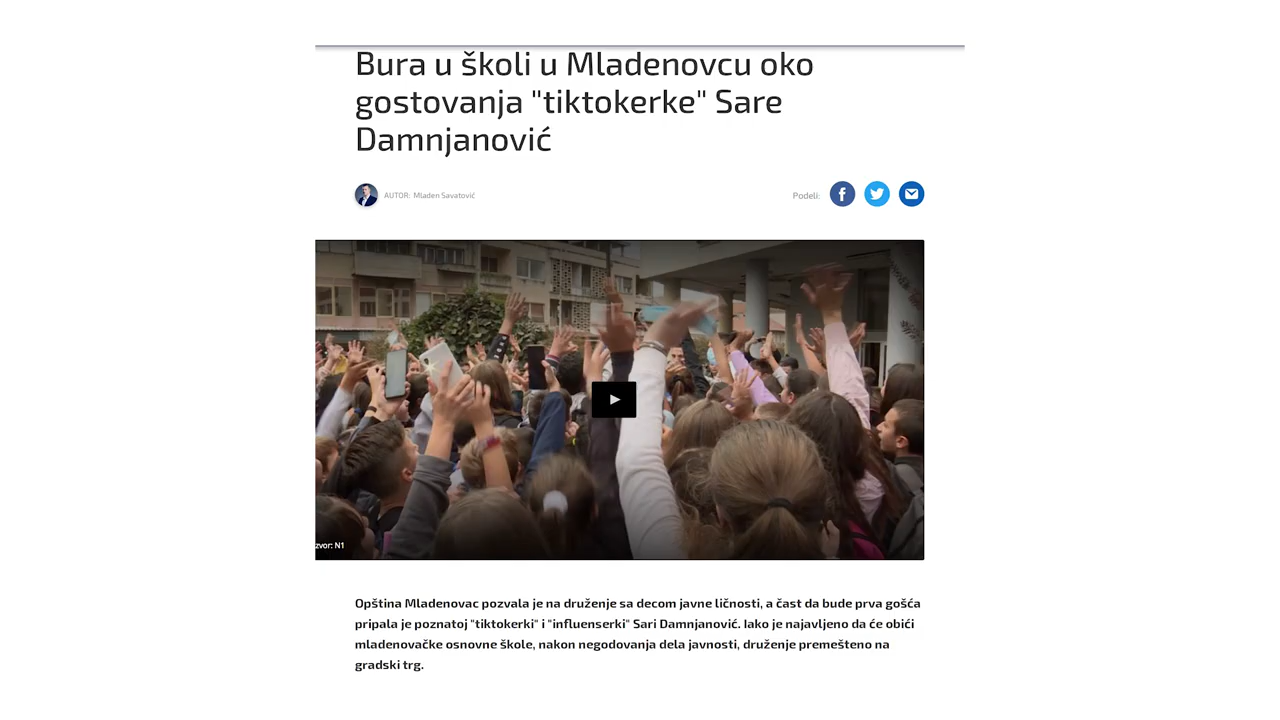 Bura u školi u Mladenovcu oko
gostovanja "tiktokerke" Sare
Damnjanović
AUTOR: Mladen Savatović
Podeli:
zvor: N1
Opština Mladenovac pozvala je na druženje sa decom javne ličnosti, a čast da bude prva gošća
pripala je poznatoj "tiktokerki" i "influenserki" Sari Damnjanović. Iako je najavljeno da će obići
mladenovačke osnovne škole, nakon negodovanja dela javnosti, druženje premešteno na
gradski trg.